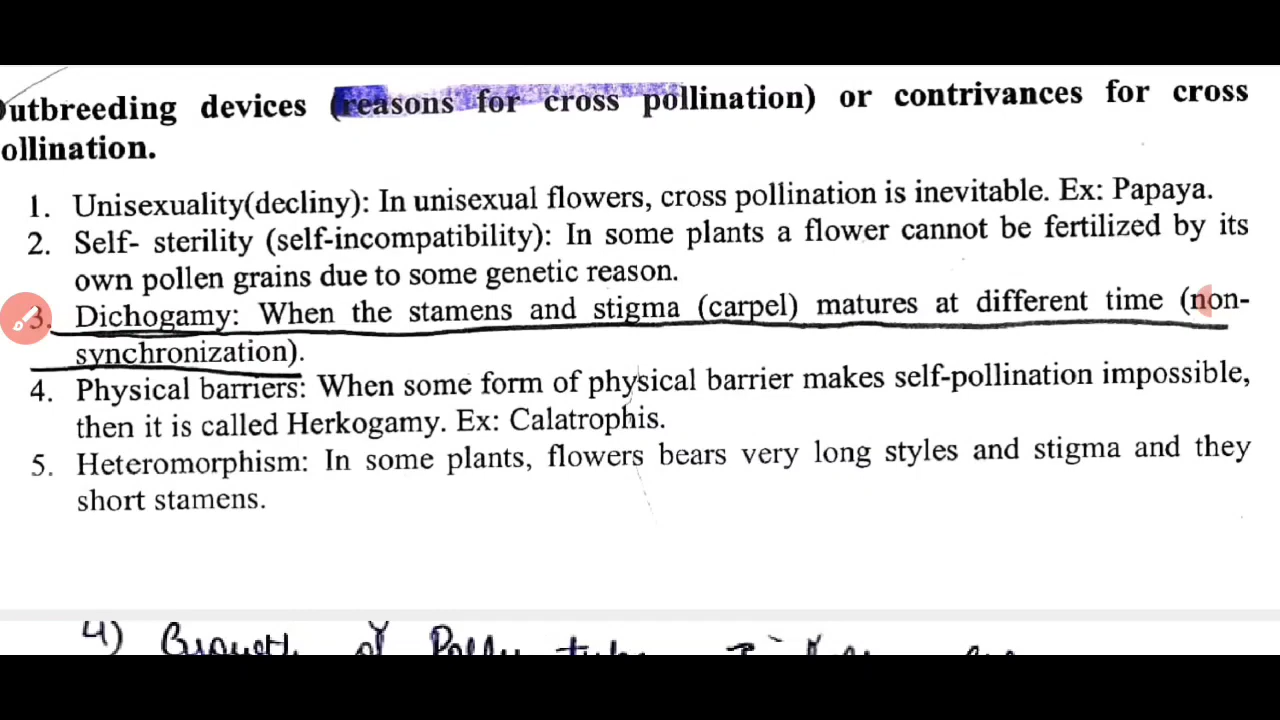 Outbreeding devices (reasons for cross pollination) or contrivances for cross
ollination.
1. Unisexuality(decliny): In unisexual flowers, cross pollination is inevitable. Ex: Papaya.
2. Self- sterility (self-incompatibility): In some plants a flower cannot be fertilized by its
own pollen grains due to some genetic reason.
3. Dichogamy: When the stamens and stigma (carpel) matures at different time (non-
synchronization).
4. Physical barriers: When some form of physical barrier makes self-pollination impossible,
then it is called Herkogamy. Ex: Calatrophis.
5. Heteromorphism: In some plants, flowers bears very long styles and stigma and they
short stamens.
4) Growth of